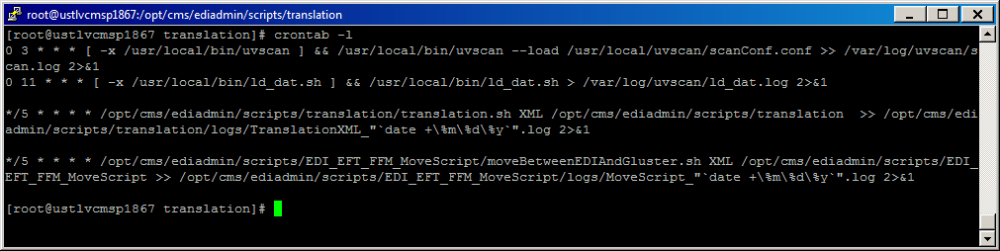 root@ustlvcmsp1867:/opt/cms/ediadmin/scripts/translation
[root@ustlvcmsp1867 translation]# crontab -l
0 3 * * * [ -x /usr/local/bin/uvscan ] && /usr/local/bin/uvscan --load /usr/local/uvscan/scanConf.conf >> /var/log/uvscan/s
can.log 2>&1
0 11 * * * [ -x /usr/local/bin/ld_dat.sh ] && /usr/local/bin/ld_dat.sh > /var/log/uvscan/ld_dat.log 2>&1
*/5 * * * * /opt/cms/ediadmin/scripts/translation/translation.sh XML /opt/cms/ediadmin/scripts/translation  >> /opt/cms/edi
admin/scripts/translation/logs/TranslationXML_"`date +\%m\%d\%y`".log 2>&1
*/5 * * * * /opt/cms/ediadmin/scripts/EDI_EFT_FFM_MoveScript/moveBetweenEDIAndGluster.sh XML /opt/cms/ediadmin/scripts/EDI_
EFT_FFM_MoveScript >> /opt/cms/ediadmin/scripts/EDI_EFT_FFM_MoveScript/logs/MoveScript_"`date +\%m\%d\%y`".log 2>&1
[root@ustlvcmsp1867 translation]#